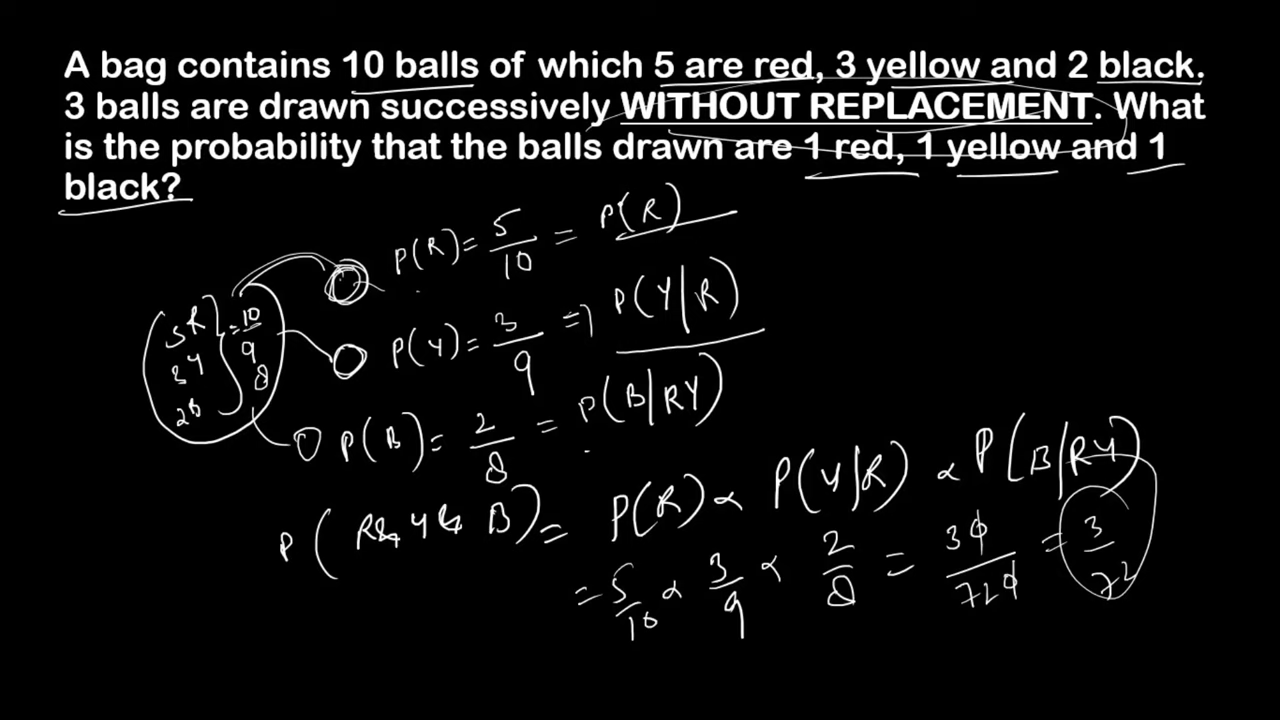 A bag contains 10 balls of which 5 are red, 3 yellow and 2 black.
3 balls are drawn successively WITHOUT REPLACEMENT. What
is the probability that the balls drawn are 1 red, 1 yellow and 1
black?
P(R) = 5/10 = P(R)
5R = 10
3Y 9
2B 8
P(Y) = 3/9 => P(Y|R)
P(B) = 2/8 = P(B|RY)
P(R & Y & B) = P(R) × P(Y|R) × P(B|RY)
= 5/10 × 3/9 × 2/8 = 30/720 = 3/72